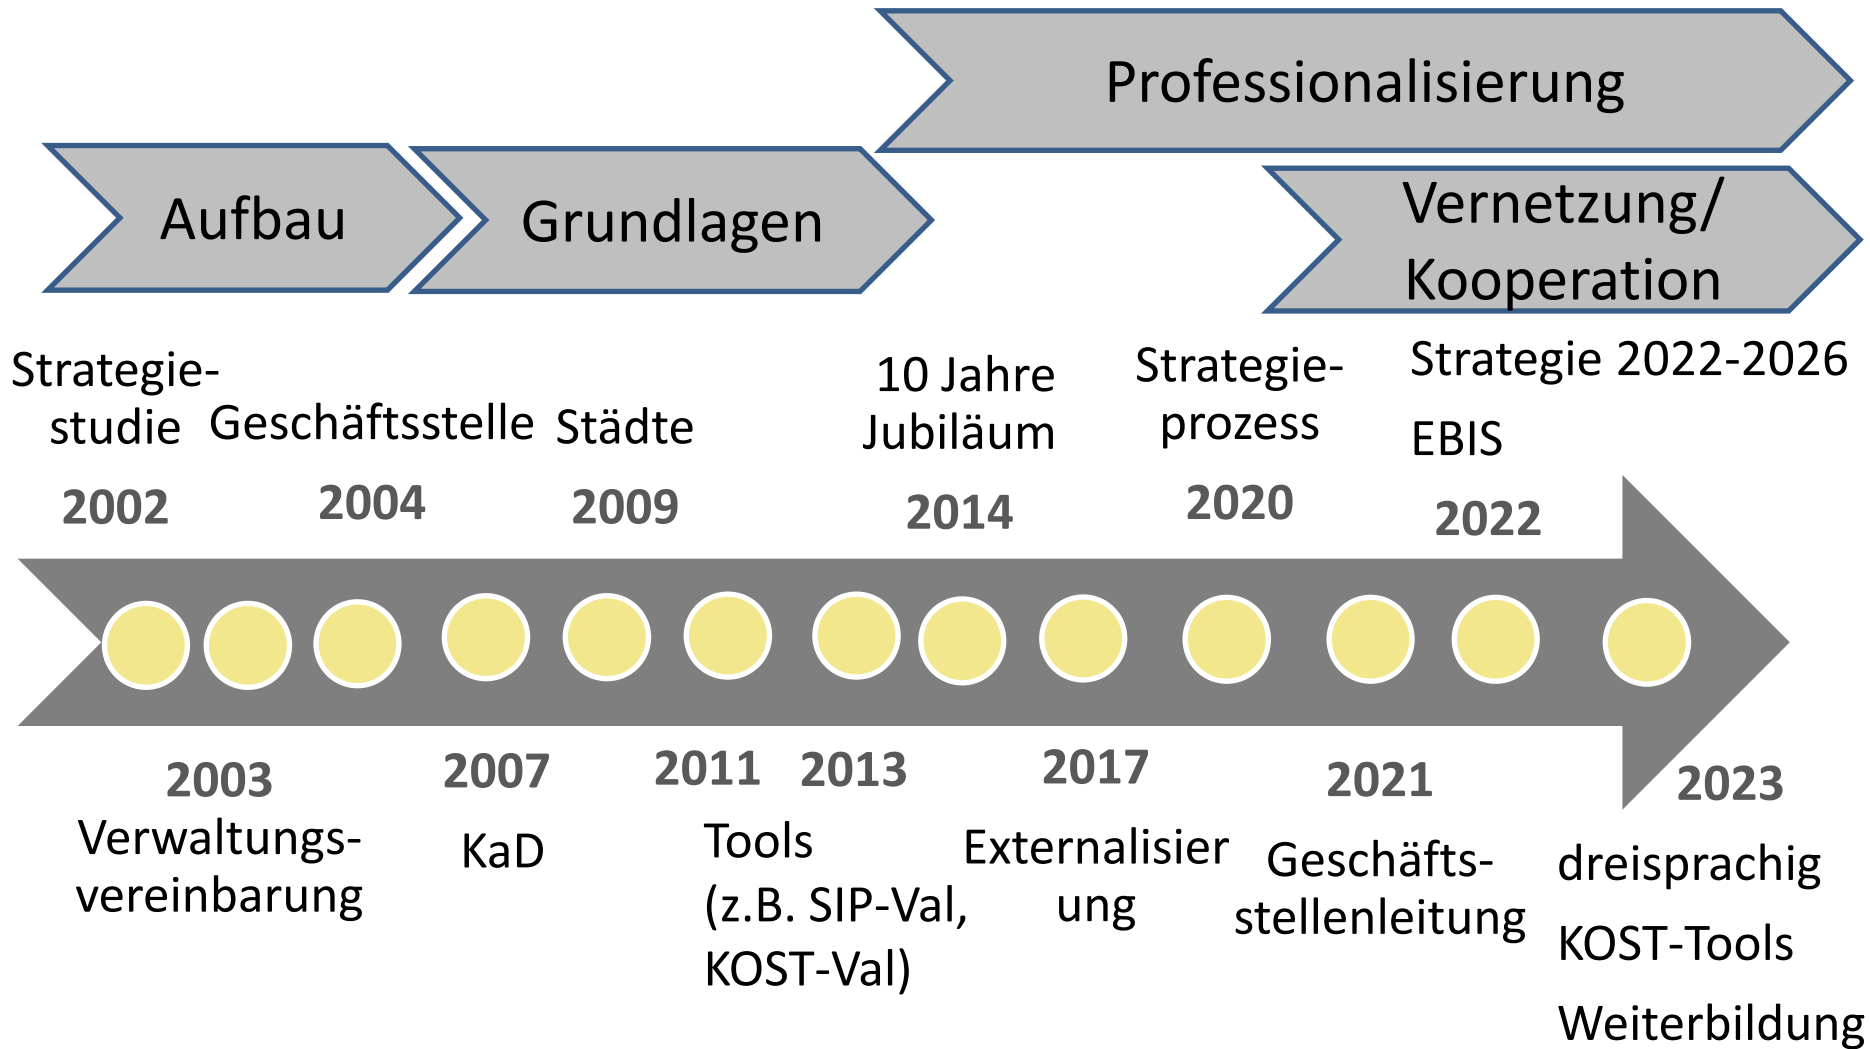 Professionalisierung
Aufbau
Grundlagen
Vernetzung/
Kooperation
Strategie-
studie
2002
Geschäftsstelle
2004
Städte
2009
10 Jahre
Jubiläum
2014
Strategie-
prozess
2020
Strategie 2022-2026
EBIS
2022
2003
Verwaltungs-
vereinbarung
2007
KaD
2011
2013
Tools
(z.B. SIP-Val,
KOST-Val)
2017
Externalisier
ung
2021
Geschäfts-
stellenleitung
2023
dreisprachig
KOST-Tools
Weiterbildung